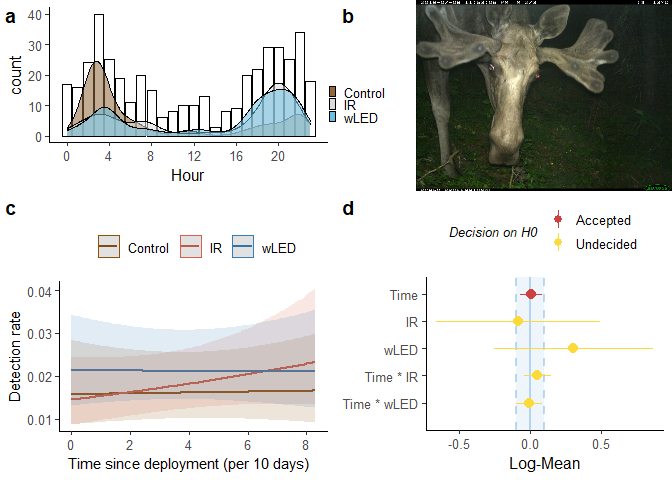 a
count
40
30
20
10
0
0 4 8 12 16 20
Hour
Control
IR
wLED
b
c
Control IR wLED
Detection rate
0.04
0.03
0.02
0.01
0 2 4 6 8
Time since deployment (per 10 days)
d
Decision on H0
Accepted
Undecided
Time
IR
wLED
Time * IR
Time * wLED
-0.5 0.0 0.5
Log-Mean